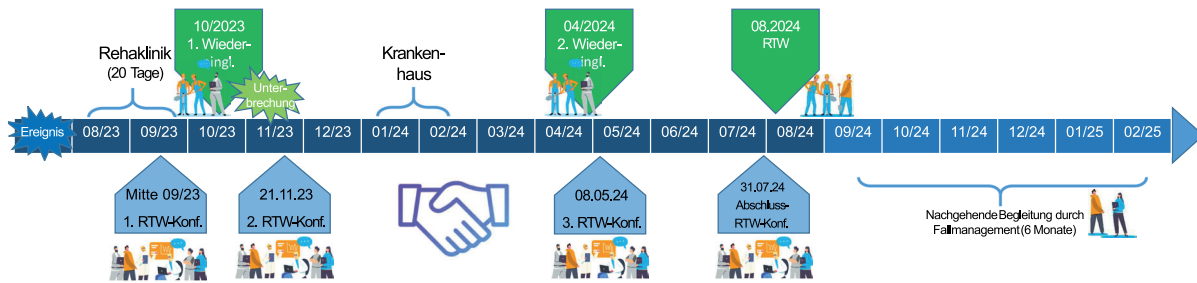 10/2023
1. Wieder-
eingl.
04/2024
2. Wieder-
eingl.
08.2024
RTW
Rehaklinik
(20 Tage)
Kranken-
haus
Unter-
brechung
Ereignis
08/23 09/23 10/23 11/23 12/23 01/24 02/24 03/24 04/24 05/24 06/24 07/24 08/24 09/24 10/24 11/24 12/24 01/25 02/25
Mitte 09/23
1. RTW-Konf.
21.11.23
2. RTW-Konf.
08.05.24
3. RTW-Konf.
31.07.24
Abschluss-
RTW-Konf.
Nachgehende Begleitung durch
Fallmanagement (6 Monate)